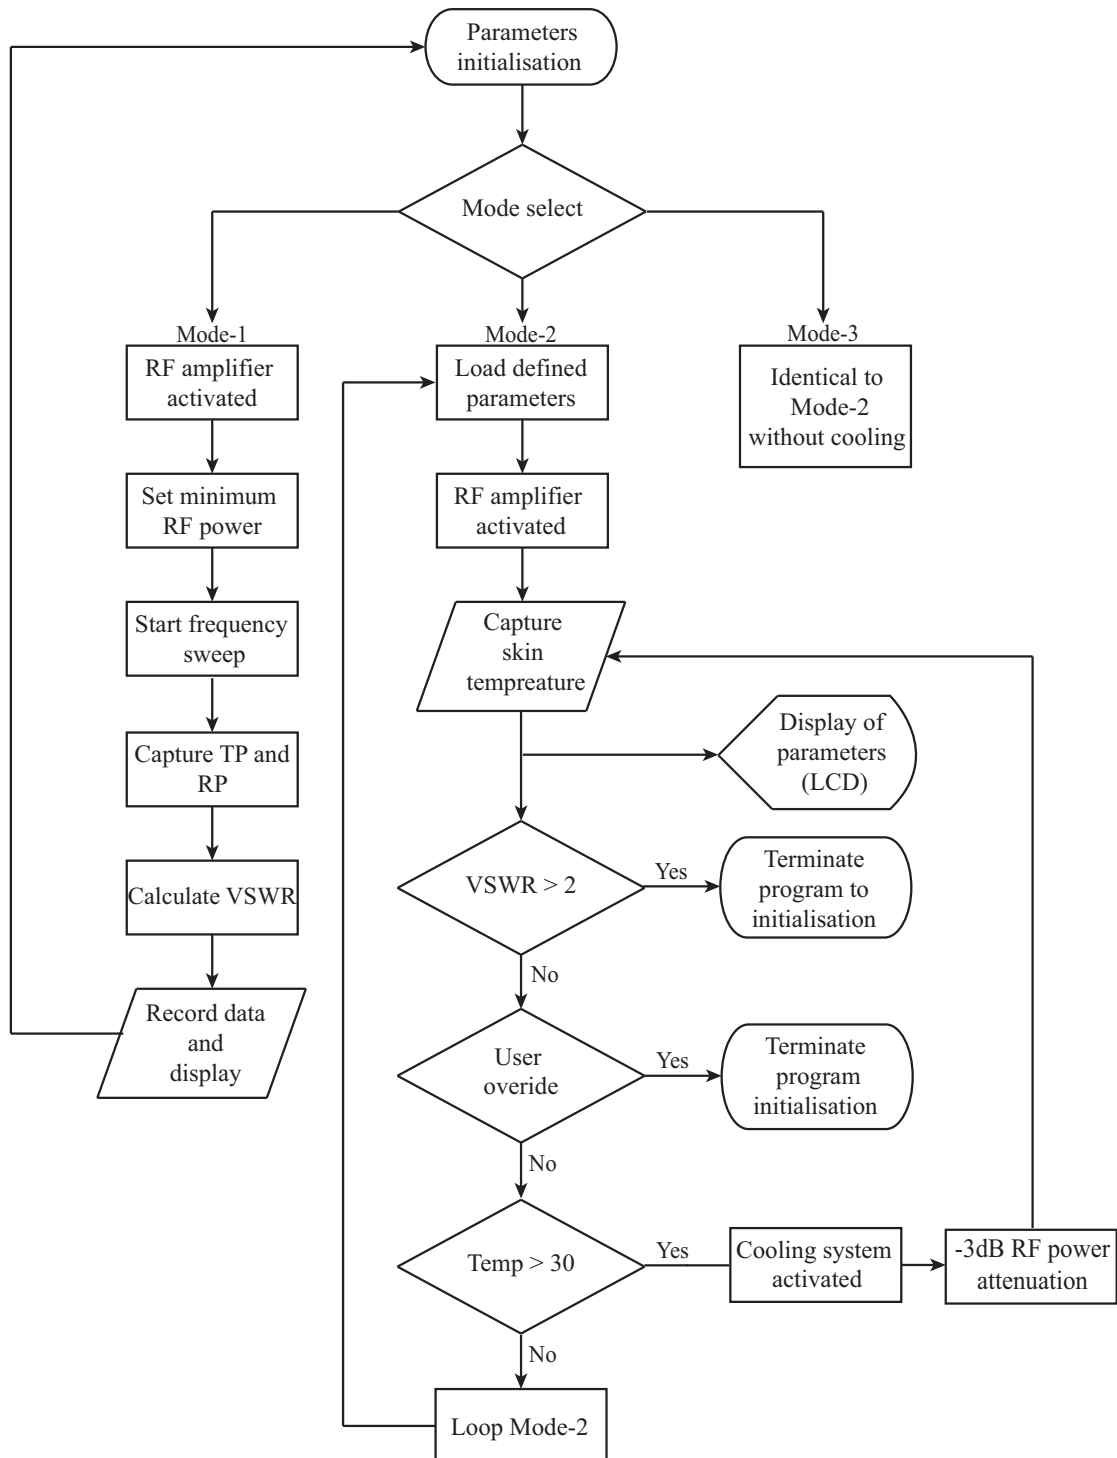 Parameters
initialisation
Mode select
Mode-1
RF amplifier
activated
Set minimum
RF power
Start frequency
sweep
Capture TP and
RP
Calculate VSWR
Record data
and
display
Mode-2
Load defined
parameters
RF amplifier
activated
Capture
skin
tempreature
Display of
parameters
(LCD)
VSWR > 2
Yes
Terminate
program to
initialisation
No
User
overide
Yes
Terminate
program
initialisation
No
Temp > 30
Yes
Cooling system
activated
-3dB RF power
attenuation
No
Loop Mode-2
Mode-3
Identical to
Mode-2
without cooling